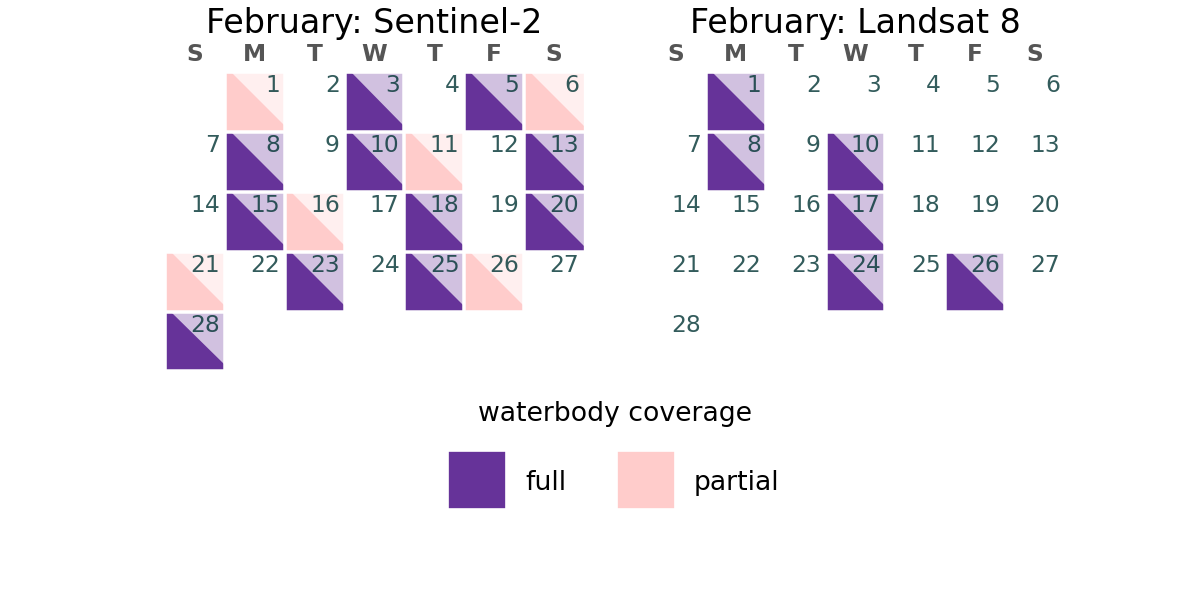 February: Sentinel-2
S M T W T F S
1 2 3 4 5 6
7 8 9 10 11 12 13
14 15 16 17 18 19 20
21 22 23 24 25 26 27
28
February: Landsat 8
S M T W T F S
1 2 3 4 5 6
7 8 9 10 11 12 13
14 15 16 17 18 19 20
21 22 23 24 25 26 27
28
waterbody coverage
full partial